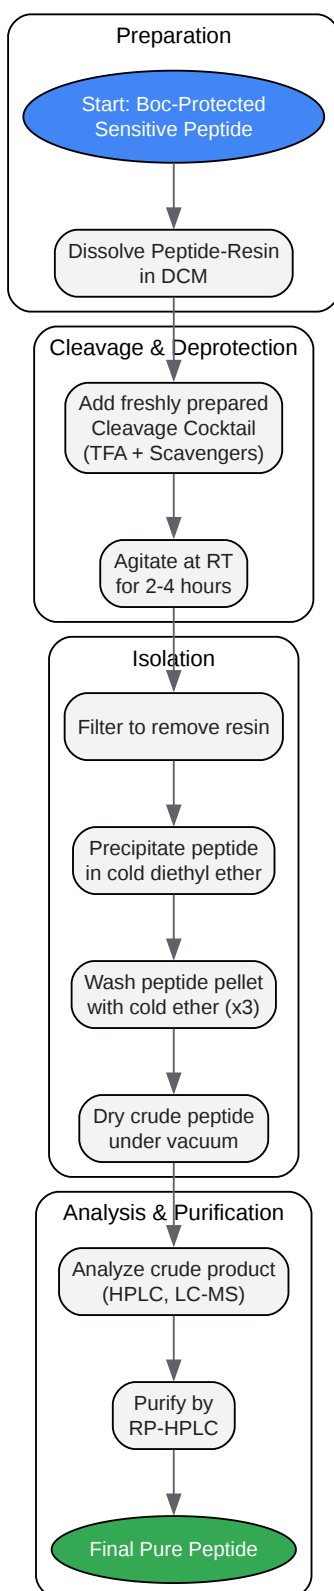 Preparation
Start: Boc-Protected
Sensitive Peptide
Dissolve Peptide-Resin
in DCM
Cleavage & Deprotection
Add freshly prepared
Cleavage Cocktail
(TFA + Scavengers)
Agitate at RT
for 2-4 hours
Isolation
Filter to remove resin
Precipitate peptide
in cold diethyl ether
Wash peptide pellet
with cold ether (x3)
Dry crude peptide
under vacuum
Analysis & Purification
Analyze crude product
(HPLC, LC-MS)
Purify by
RP-HPLC
Final Pure Peptide